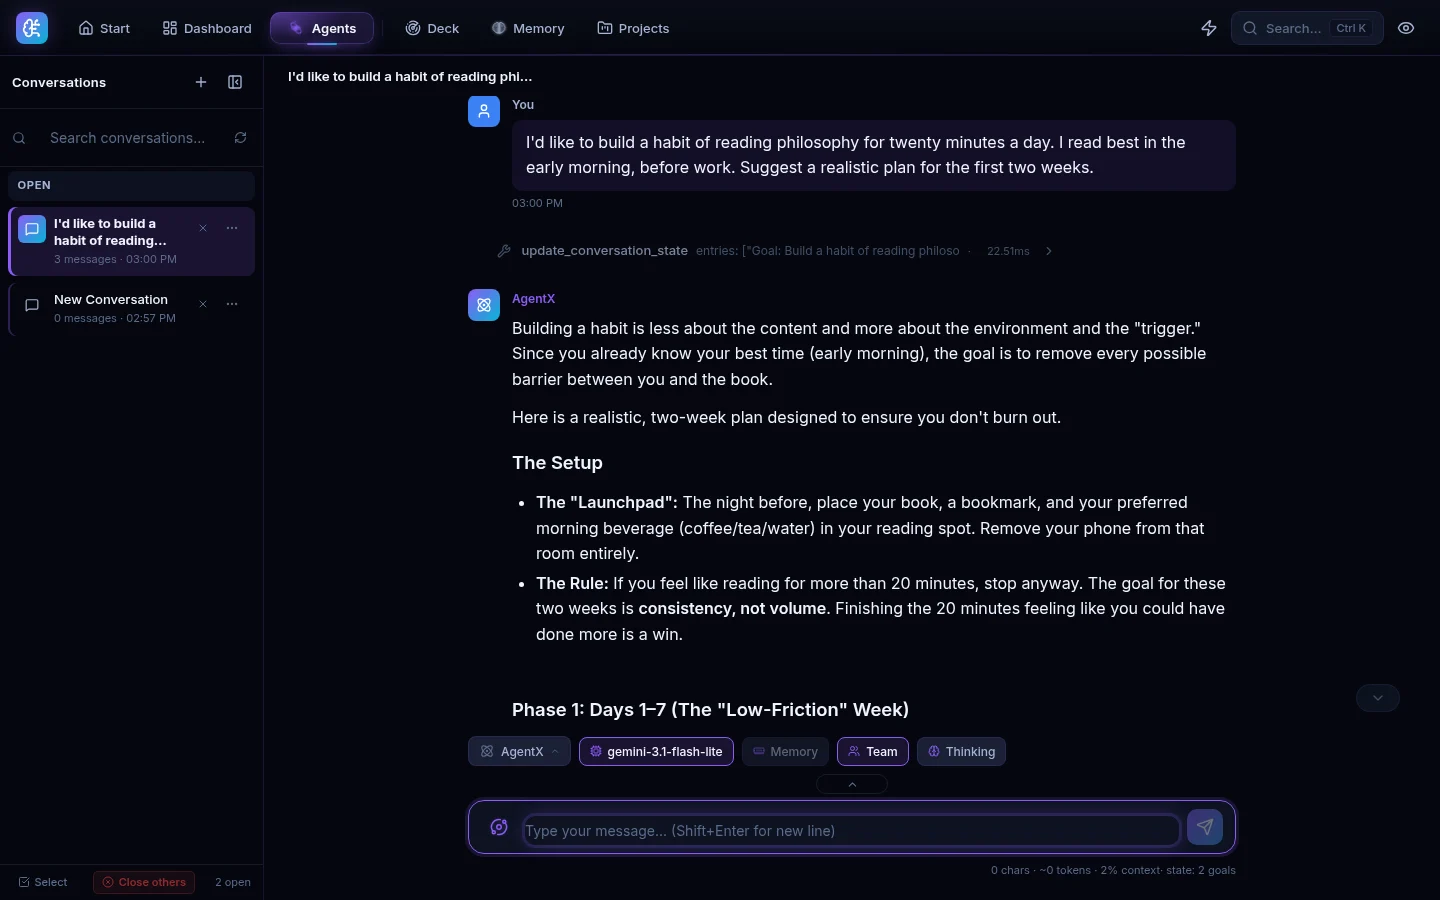 Start
Dashboard
Agents
Deck
Memory
Projects
Search...
Ctrl K
Conversations
Search conversations...
OPEN
I'd like to build a
habit of reading...
3 messages · 03:00 PM
New Conversation
0 messages · 02:57 PM
Select
Close others
2 open
I'd like to build a habit of reading phi...
You
I'd like to build a habit of reading philosophy for twenty minutes a day. I read best in the
early morning, before work. Suggest a realistic plan for the first two weeks.
03:00 PM
update_conversation_state entries: ["Goal: Build a habit of reading philoso · 22.51ms
AgentX
Building a habit is less about the content and more about the environment and the "trigger."
Since you already know your best time (early morning), the goal is to remove every possible
barrier between you and the book.
Here is a realistic, two-week plan designed to ensure you don't burn out.
The Setup
• The "Launchpad": The night before, place your book, a bookmark, and your preferred
morning beverage (coffee/tea/water) in your reading spot. Remove your phone from that
room entirely.
• The Rule: If you feel like reading for more than 20 minutes, stop anyway. The goal for these
two weeks is consistency, not volume. Finishing the 20 minutes feeling like you could have
done more is a win.
Phase 1: Days 1–7 (The "Low-Friction" Week)
AgentX
gemini-3.1-flash-lite
Memory
Team
Thinking
Type your message... (Shift+Enter for new line)
0 chars · ~0 tokens · 2% context· state: 2 goals